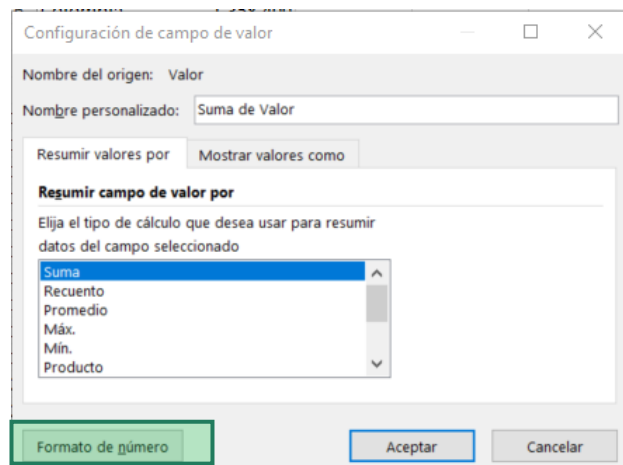 Configuración de campo de valor
Nombre del origen: Valor
Nombre personalizado: Suma de Valor
Resumir valores por Mostrar valores como
Resumir campo de valor por
Elija el tipo de cálculo que desea usar para resumir
datos del campo seleccionado
Suma
Recuento
Promedio
Máx.
Mín.
Producto
Formato de número Aceptar Cancelar